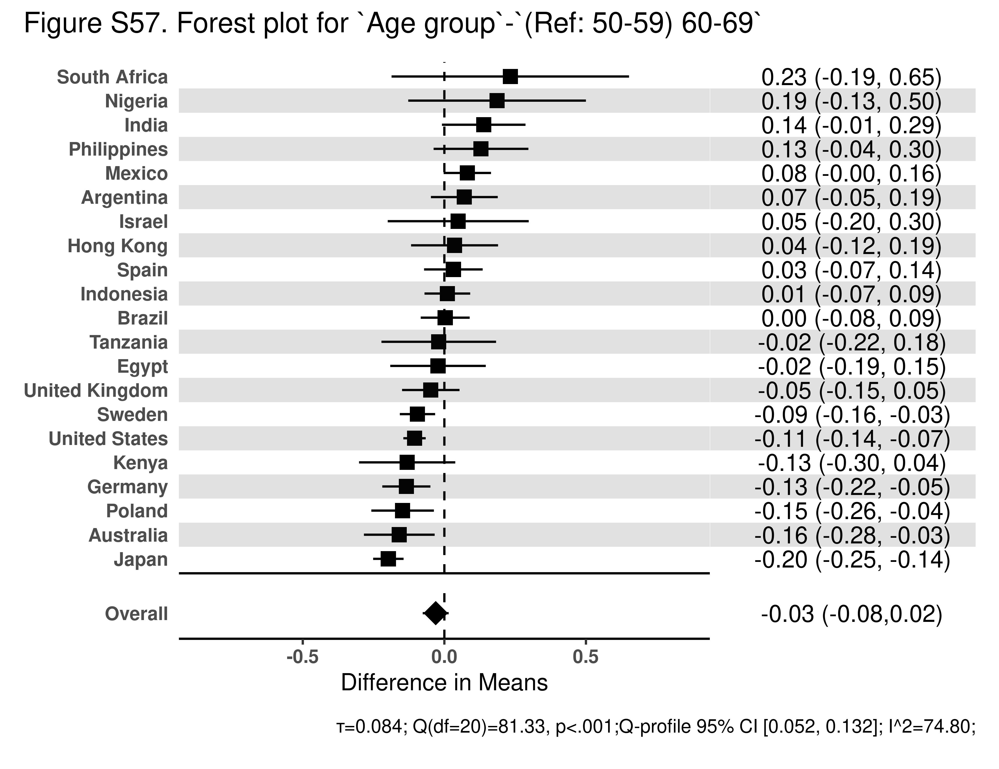 Figure S57. Forest plot for `Age group`-`(Ref: 50-59) 60-69`
South Africa 0.23 (-0.19, 0.65)
Nigeria 0.19 (-0.13, 0.50)
India 0.14 (-0.01, 0.29)
Philippines 0.13 (-0.04, 0.30)
Mexico 0.08 (-0.00, 0.16)
Argentina 0.07 (-0.05, 0.19)
Israel 0.05 (-0.20, 0.30)
Hong Kong 0.04 (-0.12, 0.19)
Spain 0.03 (-0.07, 0.14)
Indonesia 0.01 (-0.07, 0.09)
Brazil 0.00 (-0.08, 0.09)
Tanzania -0.02 (-0.22, 0.18)
Egypt -0.02 (-0.19, 0.15)
United Kingdom -0.05 (-0.15, 0.05)
Sweden -0.09 (-0.16, -0.03)
United States -0.11 (-0.14, -0.07)
Kenya -0.13 (-0.30, 0.04)
Germany -0.13 (-0.22, -0.05)
Poland -0.15 (-0.26, -0.04)
Australia -0.16 (-0.28, -0.03)
Japan -0.20 (-0.25, -0.14)
Overall -0.03 (-0.08,0.02)
-0.5 0.0 0.5
Difference in Means
τ=0.084; Q(df=20)=81.33, p<.001;Q-profile 95% CI [0.052, 0.132]; I^2=74.80;